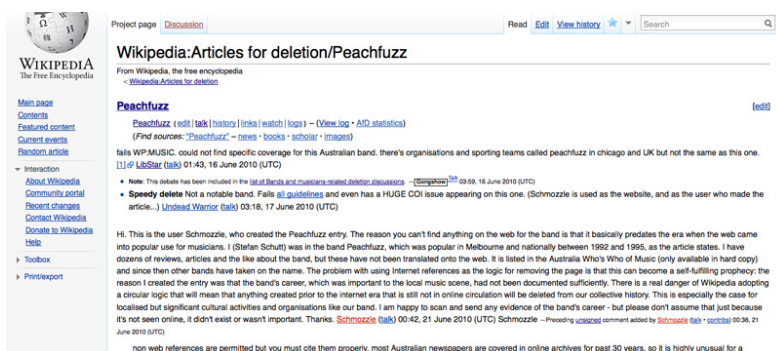 Project page Discussion Read Edit View history Search
Wikipedia:Articles for deletion/Peachfuzz
WIKIPEDIA
The Free Encyclopedia
From Wikipedia, the free encyclopedia
< Wikipedia:Articles for deletion
Main page
Contents
Featured content
Current events
Random article
Interaction
About Wikipedia
Community portal
Recent changes
Contact Wikipedia
Donate to Wikipedia
Help
Toolbox
Print/export
Peachfuzz [edit]
Peachfuzz (edit|talk|history|links|watch|logs) – (View log • AfD statistics)
(Find sources: "Peachfuzz" – news • books • scholar • images)
fails WP:MUSIC. could not find specific coverage for this Australian band. there's organisations and sporting teams called peachfuzz in chicago and UK but not the same as this one.
[1] LibStar (talk) 01:43, 16 June 2010 (UTC)
• Note: This debate has been included in the list of Bands and musicians-related deletion discussions. —Gongshow Talk 03:59, 16 June 2010 (UTC)
• Speedy delete Not a notable band. Fails all guidelines and even has a HUGE COI issue appearing on this one. (Schmozzle is used as the website, and as the user who made the
article...) Undead Warrior (talk) 03:18, 17 June 2010 (UTC)
Hi. This is the user Schmozzle, who created the Peachfuzz entry. The reason you can't find anything on the web for the band is that it basically predates the era when the web came
into popular use for musicians. I (Stefan Schutt) was in the band Peachfuzz, which was popular in Melbourne and nationally between 1992 and 1995, as the article states. I have
dozens of reviews, articles and the like about the band, but these have not been translated onto the web. It is listed in the Australia Who's Who of Music (only available in hard copy)
and since then other bands have taken on the name. The problem with using Internet references as the logic for removing the page is that this can become a self-fulfilling prophecy: the
reason I created the entry was that the band's career, which was important to the local music scene, had not been documented sufficiently. There is a real danger of Wikipedia adopting
a circular logic that will mean that anything created prior to the internet era that is still not in online circulation will be deleted from our collective history. This is especially the case for
localised but significant cultural activities and organisations like our band. I am happy to scan and send any evidence of the band's career - but please don't assume that just because
it's not seen online, it didn't exist or wasn't important. Thanks. Schmozzle (talk) 00:42, 21 June 2010 (UTC) Schmozzle —Preceding unsigned comment added by Schmozzle (talk • contribs) 00:38, 21
June 2010 (UTC)
non web references are permitted but you must cite them properly. most Australian newspapers are covered in online archives for past 30 years, so it is highly unusual for a